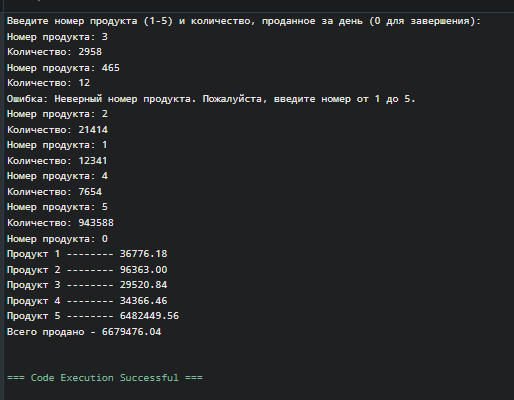 Введите номер продукта (1-5) и количество, проданное за день (0 для завершения):
Номер продукта: 3
Количество: 2958
Номер продукта: 465
Количество: 12
Ошибка: Неверный номер продукта. Пожалуйста, введите номер от 1 до 5.
Номер продукта: 2
Количество: 21414
Номер продукта: 1
Количество: 12341
Номер продукта: 4
Количество: 7654
Номер продукта: 5
Количество: 943588
Номер продукта: 0
Продукт 1 -------- 36776.18
Продукт 2 -------- 96363.00
Продукт 3 -------- 29520.84
Продукт 4 -------- 34366.46
Продукт 5 -------- 6482449.56
Всего продано - 6679476.04
=== Code Execution Successful ===